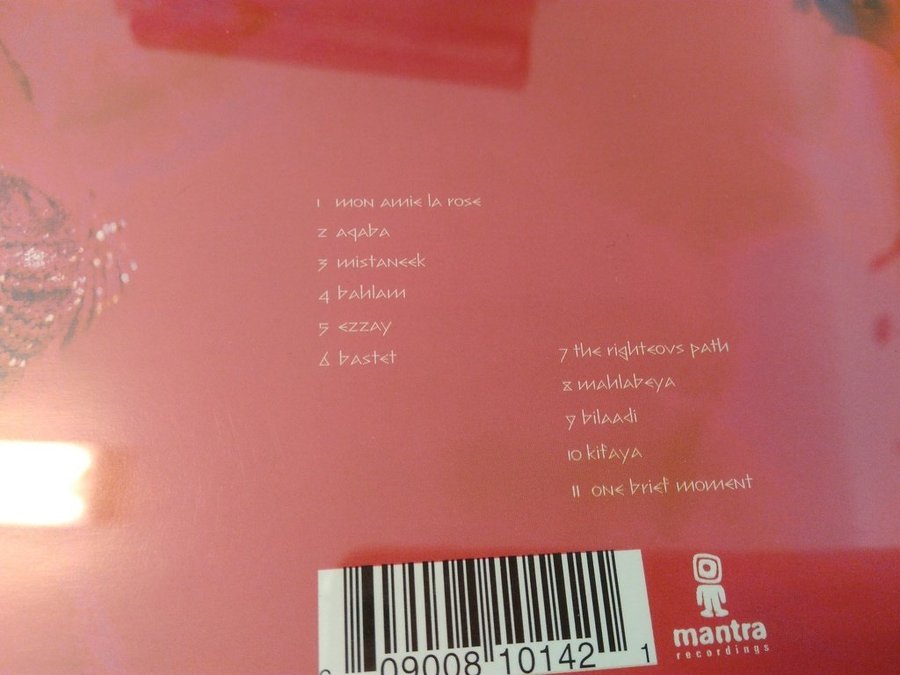 1 mon amie la rose
2 aqaba
3 mistaneek
4 bahlam
5 ezzay
6 bastet
7 the righteous path
8 mahlabeya
9 bilaadi
10 kifaya
11 one brief moment
09008 10142 1
mantra
recordings